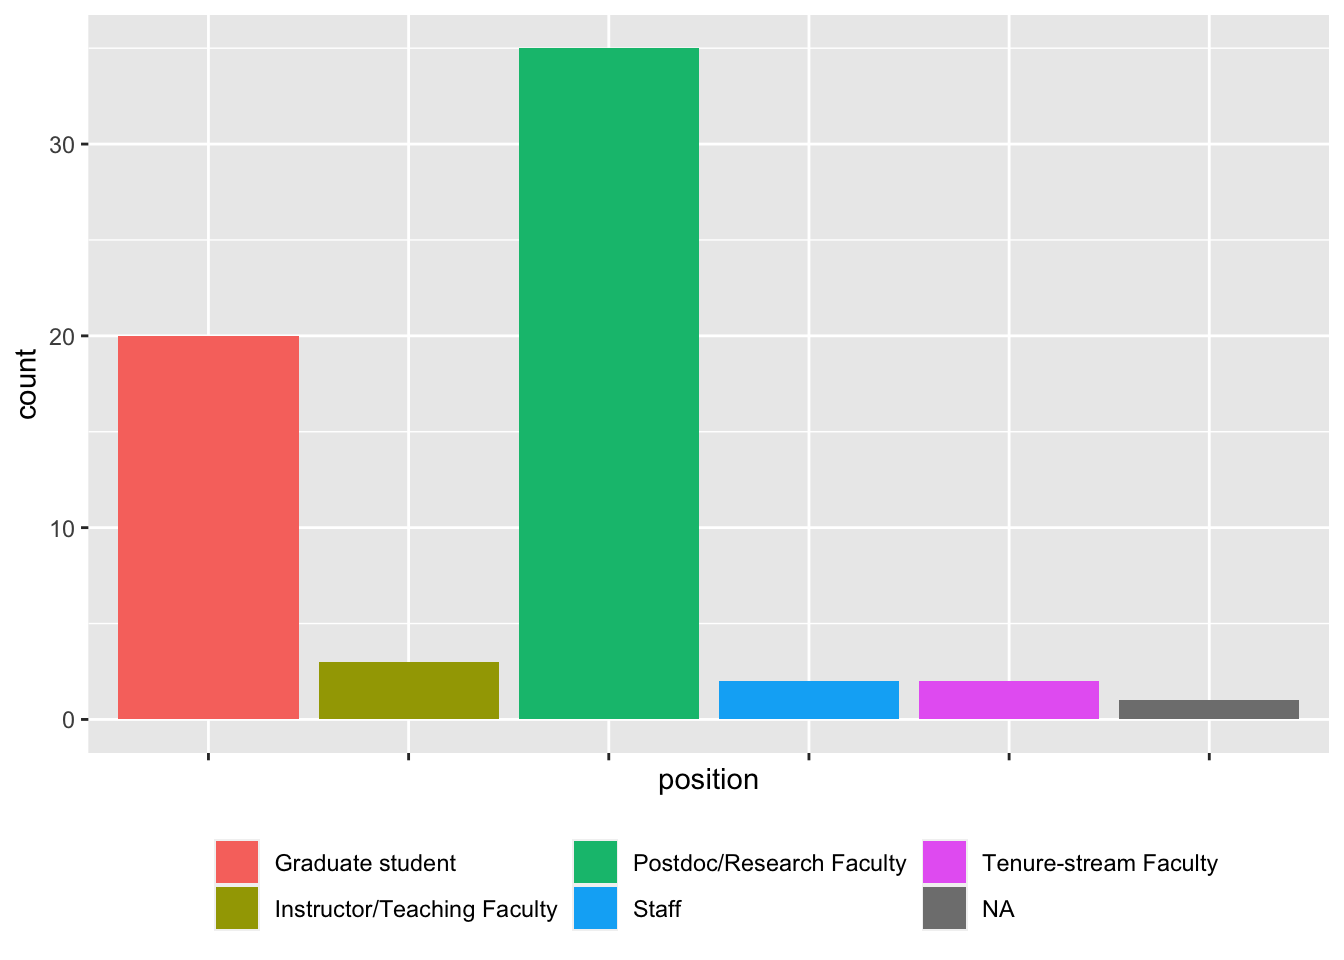 30
20
10
0
count
position
Graduate student
Postdoc/Research Faculty
Tenure-stream Faculty
Instructor/Teaching Faculty
Staff
NA